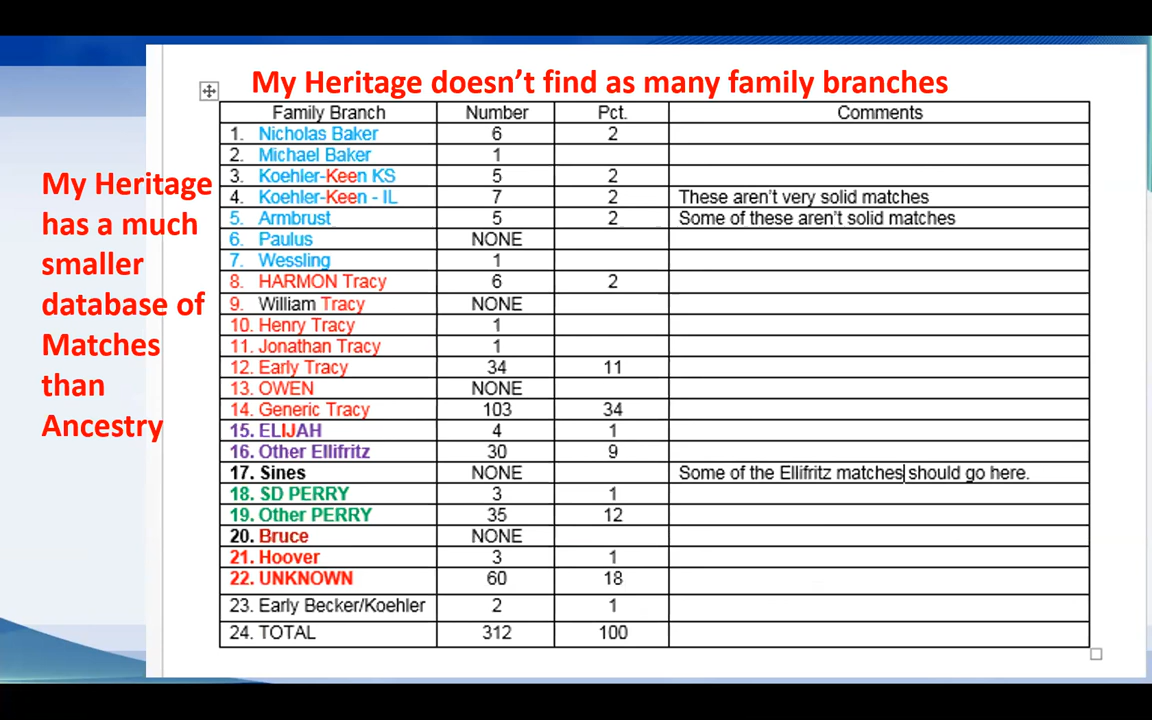 My Heritage doesn't find as many family branches
My Heritage
has a much
smaller
database of
Matches
than
Ancestry
Family Branch Number Pct. Comments
1. Nicholas Baker 6 2
2. Michael Baker 1
3. Koehler-Keen KS 5 2
4. Koehler-Keen - IL 7 2 These aren't very solid matches
5. Armbrust 5 2 Some of these aren't solid matches
6. Paulus NONE
7. Wessling 1
8. HARMON Tracy 6 2
9. William Tracy NONE
10. Henry Tracy 1
11. Jonathan Tracy 1
12. Early Tracy 34 11
13. OWEN NONE
14. Generic Tracy 103 34
15. ELIJAH 4 1
16. Other Ellifritz 30 9
17. Sines NONE Some of the Ellifritz matches should go here.
18. SD PERRY 3 1
19. Other PERRY 35 12
20. Bruce NONE
21. Hoover 3 1
22. UNKNOWN 60 18
23. Early Becker/Koehler 2 1
24. TOTAL 312 100